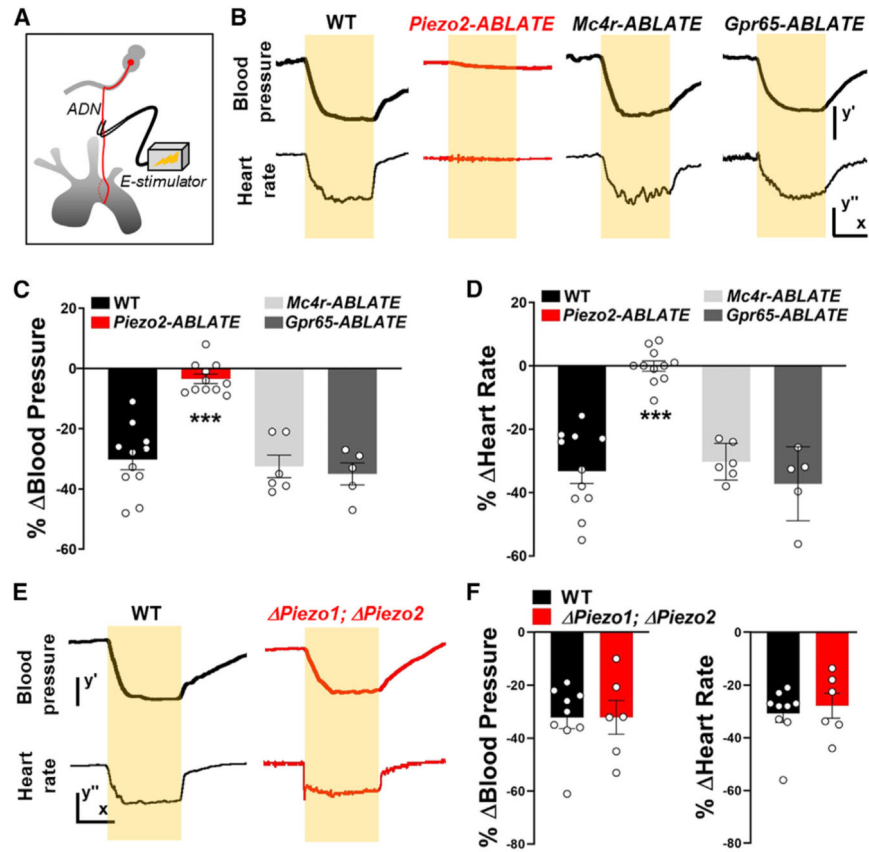 A
ADN
E-stimulator
B
WT
Piezo2-ABLATE
Mc4r-ABLATE
Gpr65-ABLATE
Blood pressure
y'
Heart rate
y''
x
C
WT
Mc4r-ABLATE
Piezo2-ABLATE
Gpr65-ABLATE
% ΔBlood Pressure
20
0
-20
-40
-60
***
D
WT
Mc4r-ABLATE
Piezo2-ABLATE
Gpr65-ABLATE
% ΔHeart Rate
20
0
-20
-40
-60
***
E
WT
ΔPiezo1; ΔPiezo2
Blood pressure
y'
Heart rate
y''
x
F
WT
ΔPiezo1; ΔPiezo2
% ΔBlood Pressure
0
-20
-40
-60
-80
% ΔHeart Rate
0
-20
-40
-60
-80